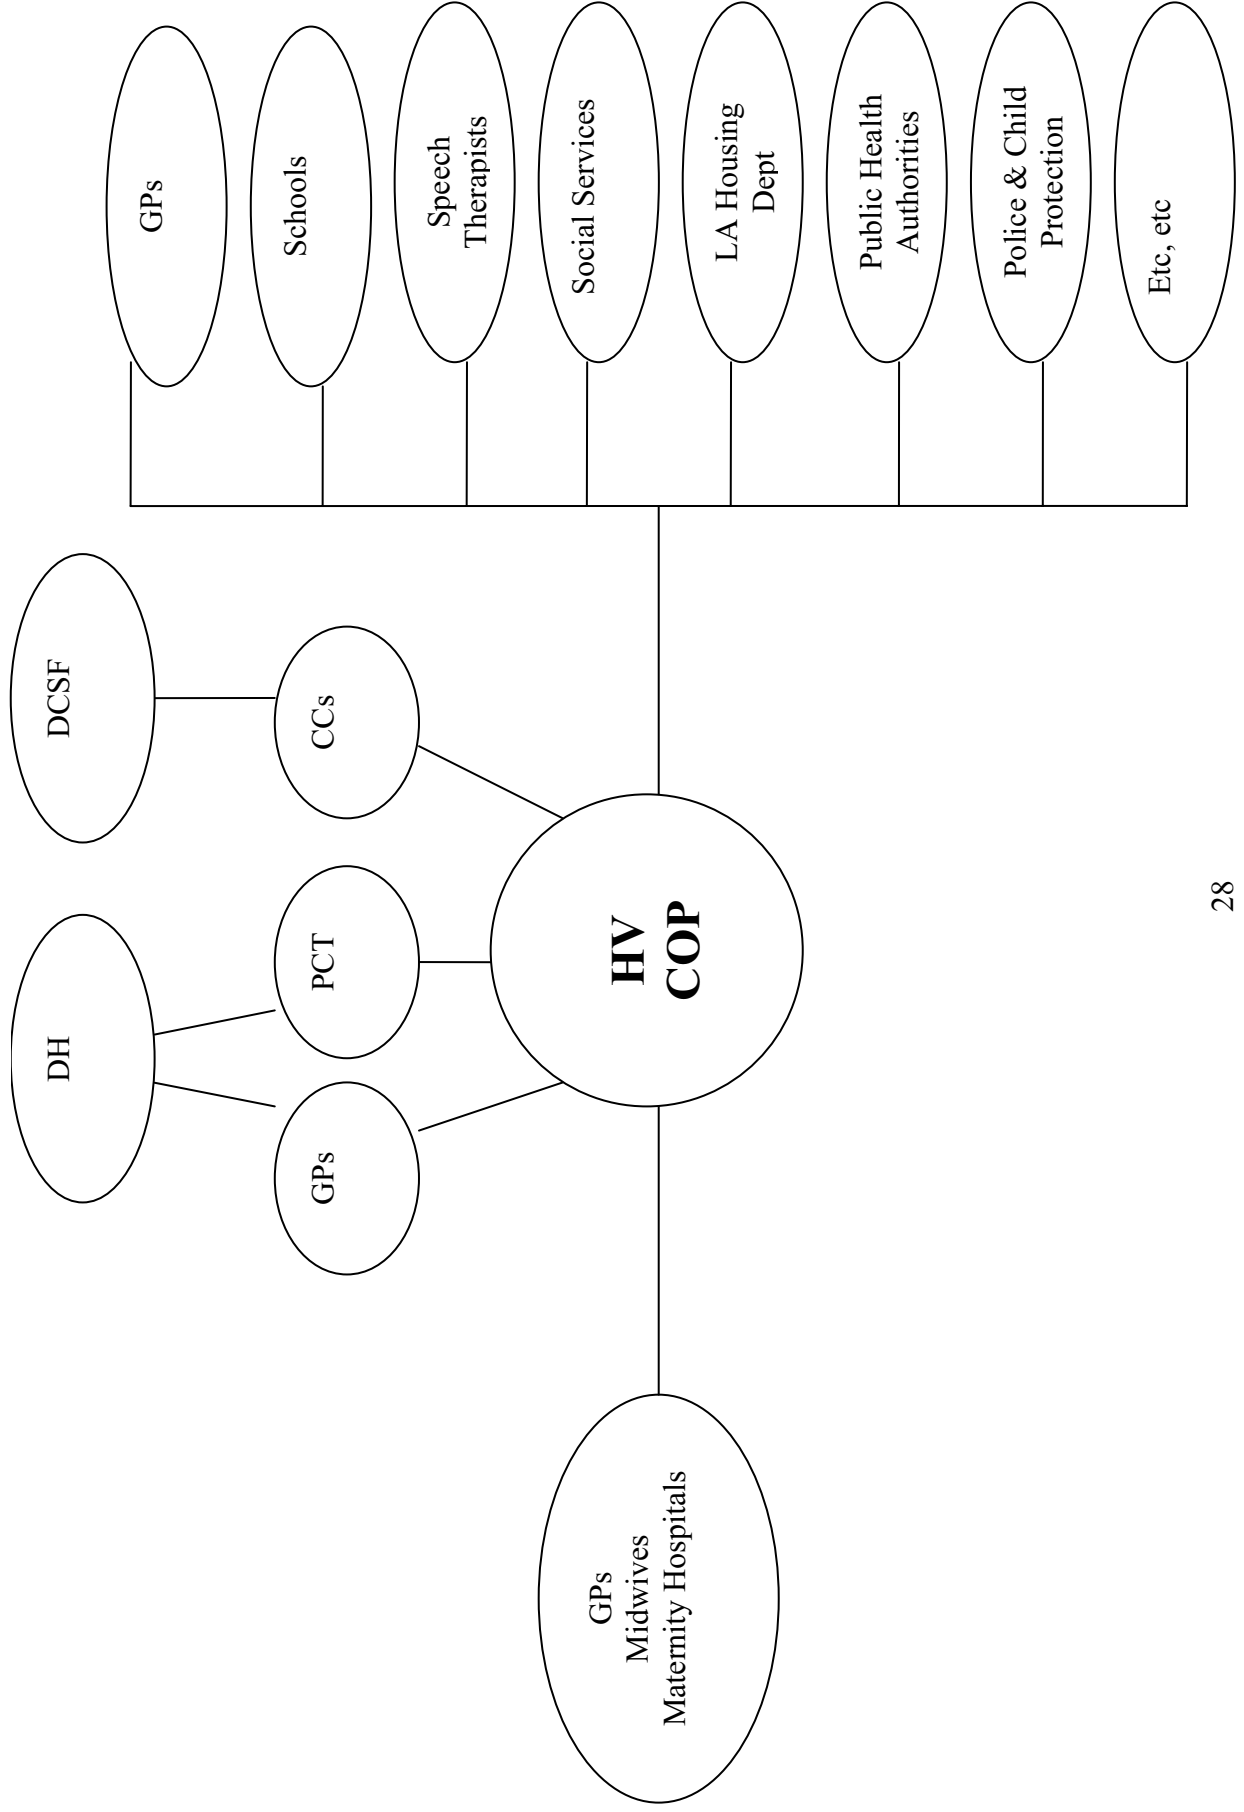 DH
DCSF
GPs
PCT
CCs
GPs
Midwives
Maternity Hospitals
HV
COP
GPs
Schools
Speech
Therapists
Social Services
LA Housing
Dept
Public Health
Authorities
Police & Child
Protection
Etc, etc
28